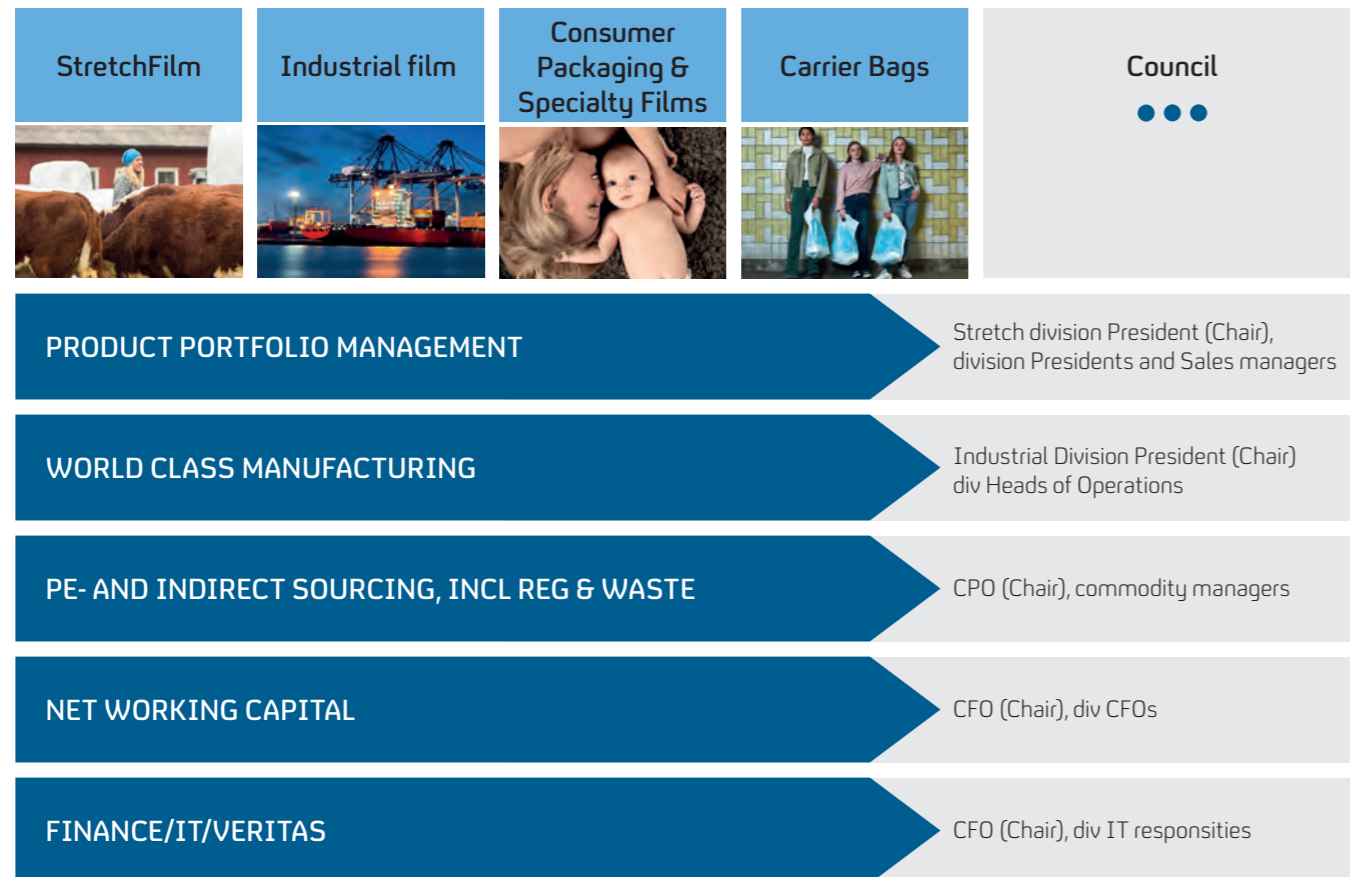 StretchFilm
Industrial film
Consumer
Packaging &
Specialty Films
Carrier Bags
Council
PRODUCT PORTFOLIO MANAGEMENT
Stretch division President (Chair),
division Presidents and Sales managers
WORLD CLASS MANUFACTURING
Industrial Division President (Chair)
div Heads of Operations
PE- AND INDIRECT SOURCING, INCL REG & WASTE
CPO (Chair), commodity managers
NET WORKING CAPITAL
CFO (Chair), div CFOs
FINANCE/IT/VERITAS
CFO (Chair), div IT responsities